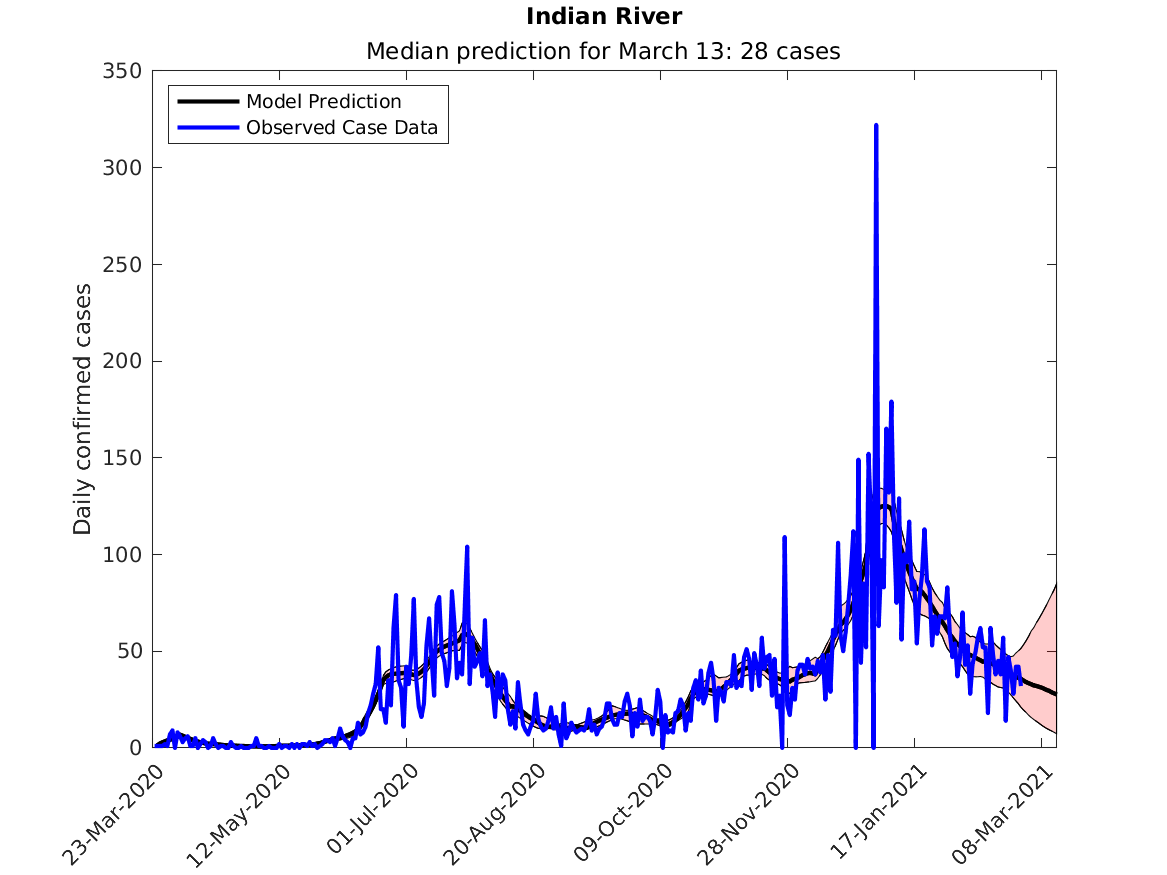 Indian River
Median prediction for March 13: 28 cases
Model Prediction
Observed Case Data
Daily confirmed cases
350
300
250
200
150
100
50
0
23-Mar-2020
12-May-2020
01-Jul-2020
20-Aug-2020
09-Oct-2020
28-Nov-2020
17-Jan-2021
08-Mar-2021